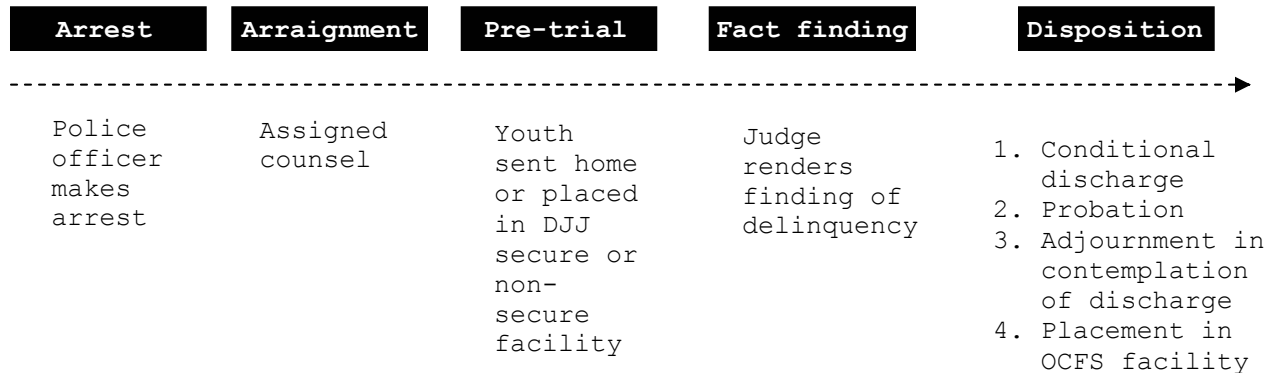 Arrest
Arraignment
Pre-trial
Fact finding
Disposition
Police
officer
makes
arrest
Assigned
counsel
Youth
sent home
or placed
in DJJ
secure or
non-
secure
facility
Judge
renders
finding of
delinquency
1. Conditional
discharge
2. Probation
3. Adjournment in
contemplation
of discharge
4. Placement in
OCFS facility